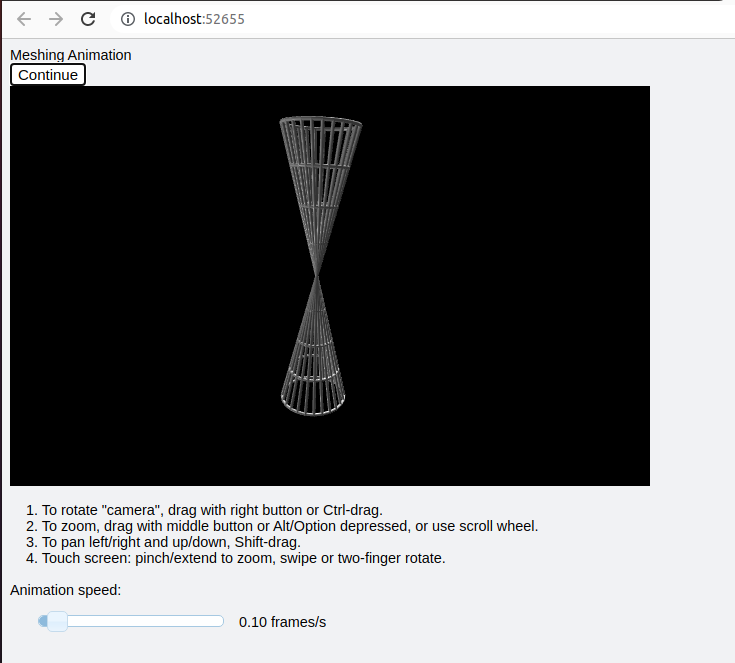 localhost:52655
Meshing Animation
Continue
1. To rotate "camera", drag with right button or Ctrl-drag.
2. To zoom, drag with middle button or Alt/Option depressed, or use scroll wheel.
3. To pan left/right and up/down, Shift-drag.
4. Touch screen: pinch/extend to zoom, swipe or two-finger rotate.
Animation speed:
0.10 frames/s